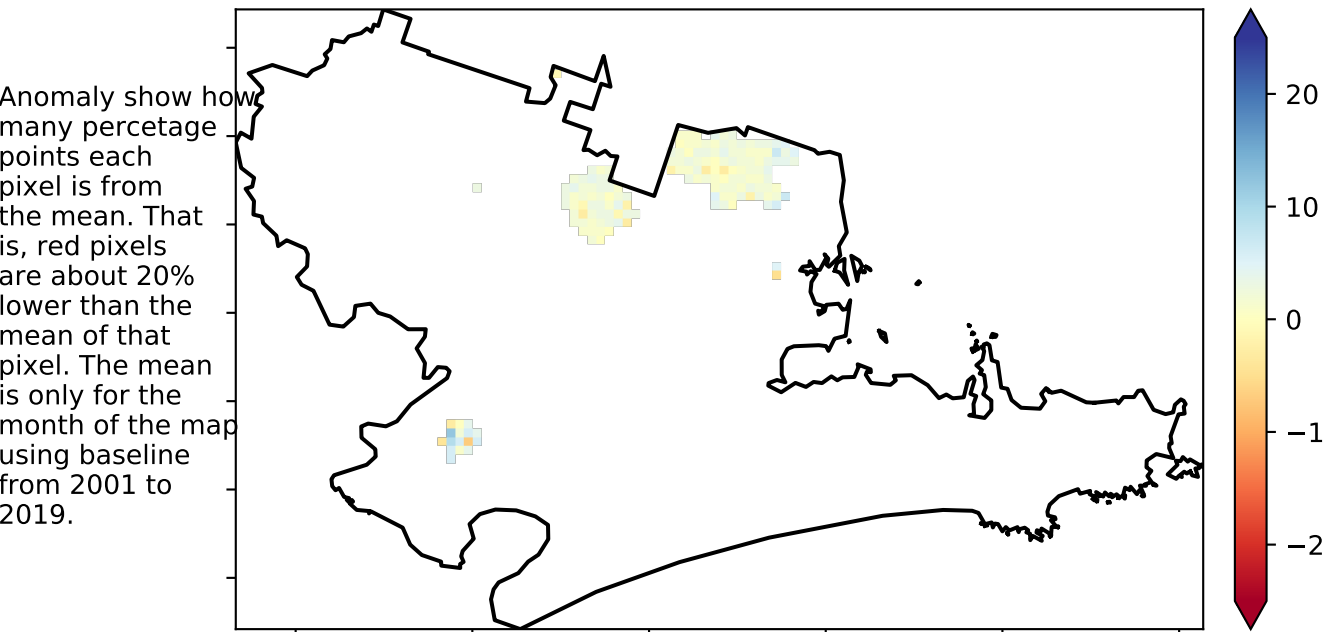 Anomaly show how
many percetage
points each
pixel is from
the mean. That
is, red pixels
are about 20%
lower than the
mean of that
pixel. The mean
is only for the
month of the map
using baseline
from 2001 to
2019.
20
10
0
−1
−2